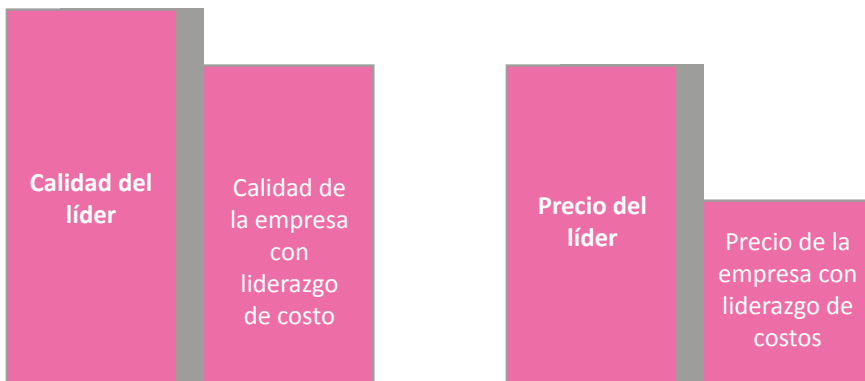 Calidad del
líder
Calidad de
la empresa
con
liderazgo
de costo
Precio del
líder
Precio de la
empresa con
liderazgo de
costos